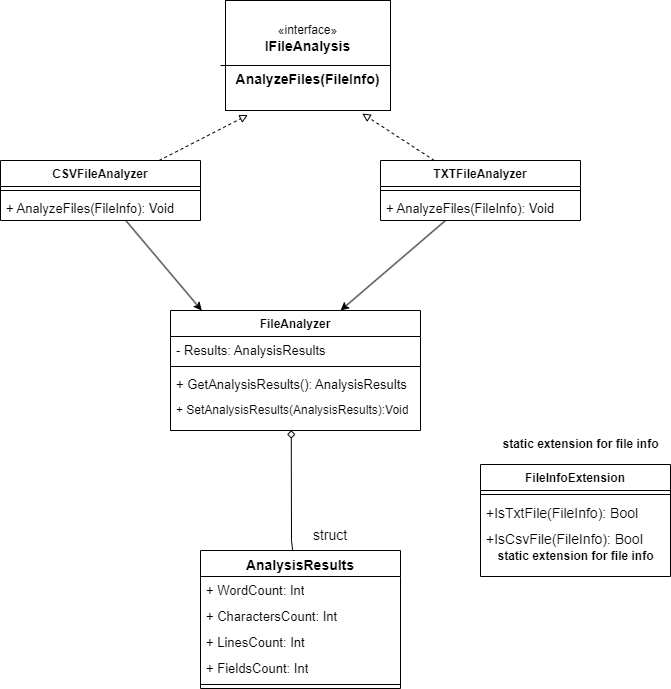 «interface»
IFileAnalysis
AnalyzeFiles(FileInfo)
CSVFileAnalyzer
+ AnalyzeFiles(FileInfo): Void
TXTFileAnalyzer
+ AnalyzeFiles(FileInfo): Void
FileAnalyzer
- Results: AnalysisResults
+ GetAnalysisResults(): AnalysisResults
+ SetAnalysisResults(AnalysisResults):Void
static extension for file info
FileInfoExtension
+IsTxtFile(FileInfo): Bool
+IsCsvFile(FileInfo): Bool
static extension for file info
struct
AnalysisResults
+ WordCount: Int
+ CharactersCount: Int
+ LinesCount: Int
+ FieldsCount: Int